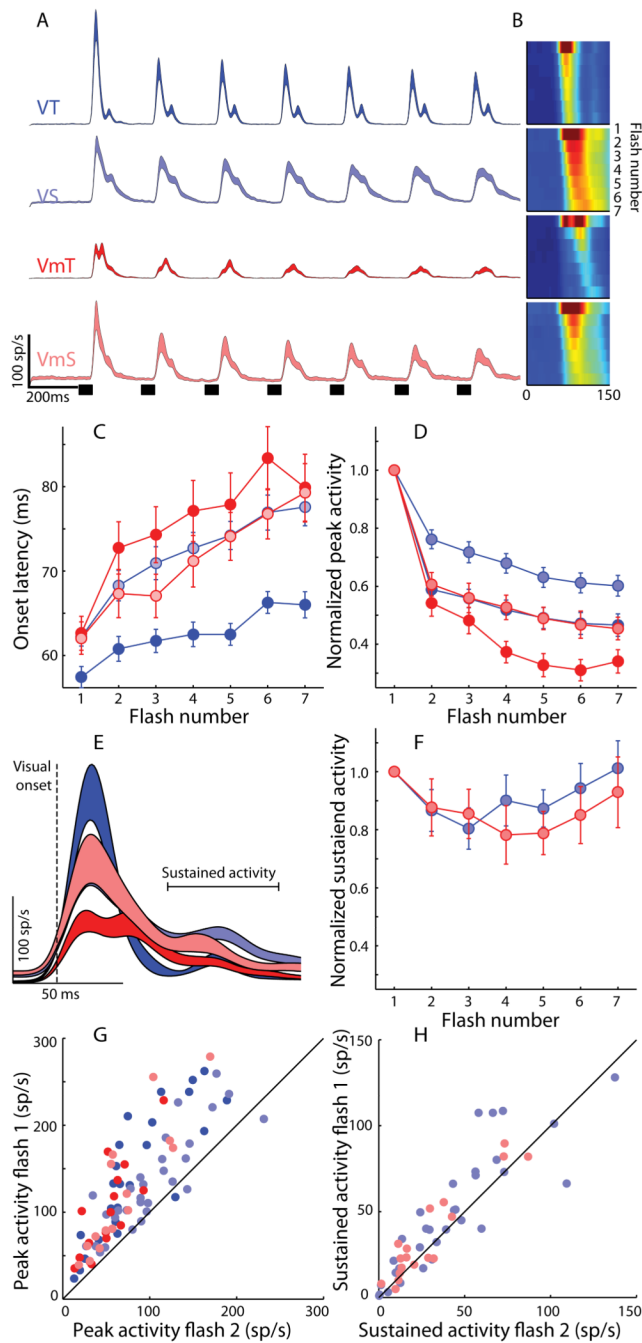 A
B
VT
VS
VmT
VmS
100 sp/s
200ms
Flash number
1
2
3
4
5
6
7
0 150
C
Onset latency (ms)
80
70
60
1 2 3 4 5 6 7
Flash number
D
Normalized peak activity
1.0
0.8
0.6
0.4
1 2 3 4 5 6 7
Flash number
E
Visual
onset
Sustained activity
100 sp/s
50 ms
F
Normalized sustaiend activity
1.0
0.8
0.6
0.4
1 2 3 4 5 6 7
Flash number
G
Peak activity flash 1 (sp/s)
300
200
100
0
0 100 200 300
Peak activity flash 2 (sp/s)
H
Sustained activity flash 1 (sp/s)
150
100
50
0
0 50 100 150
Sustained activity flash 2 (sp/s)